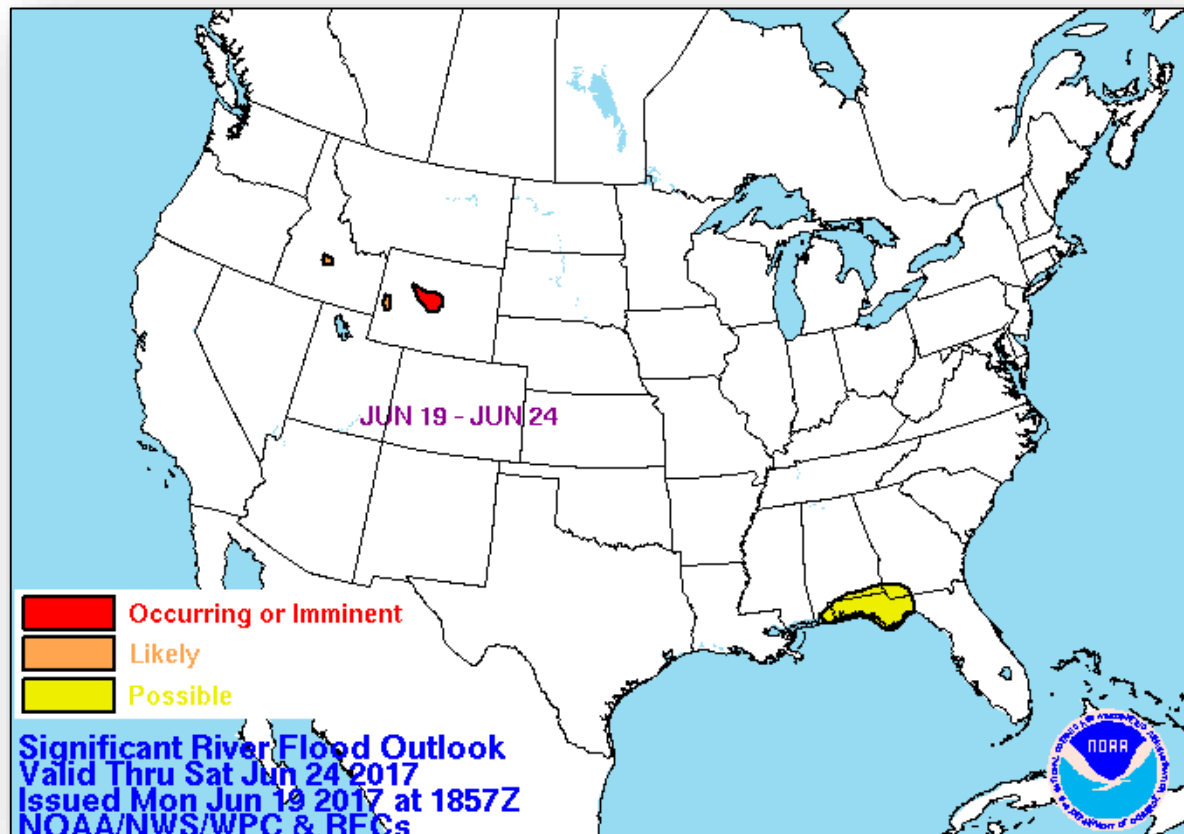 JUN 19 - JUN 24
Occurring or Imminent
Likely
Possible
Significant River Flood Outlook
Valid Thru Sat Jun 24 2017
Issued Mon Jun 19 2017 at 1857Z
NOAA/NWS/WPC & RFCs
NOAA